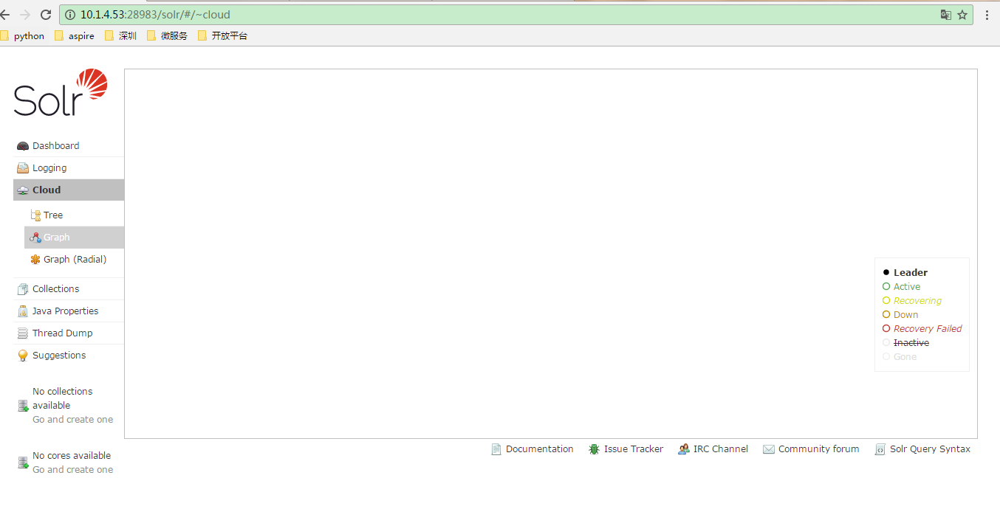 10.1.4.53:28983/solr/#/~cloud
python aspire 深圳 微服务 开放平台
Solr
Dashboard
Logging
Cloud
Tree
Graph
Graph (Radial)
Collections
Java Properties
Thread Dump
Suggestions
No collections
available
Go and create one
No cores available
Go and create one
Leader
Active
Recovering
Down
Recovery Failed
Inactive
Gone
Documentation Issue Tracker IRC Channel Community forum Solr Query Syntax